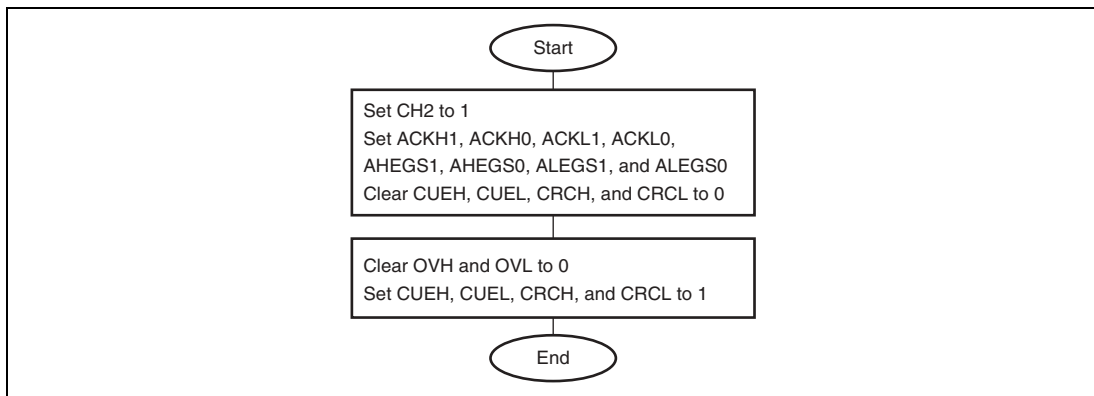 Start
Set CH2 to 1
Set ACKH1, ACKH0, ACKL1, ACKL0,
AHEGS1, AHEGS0, ALEGS1, and ALEGS0
Clear CUEH, CUEL, CRCH, and CRCL to 0
Clear OVH and OVL to 0
Set CUEH, CUEL, CRCH, and CRCL to 1
End